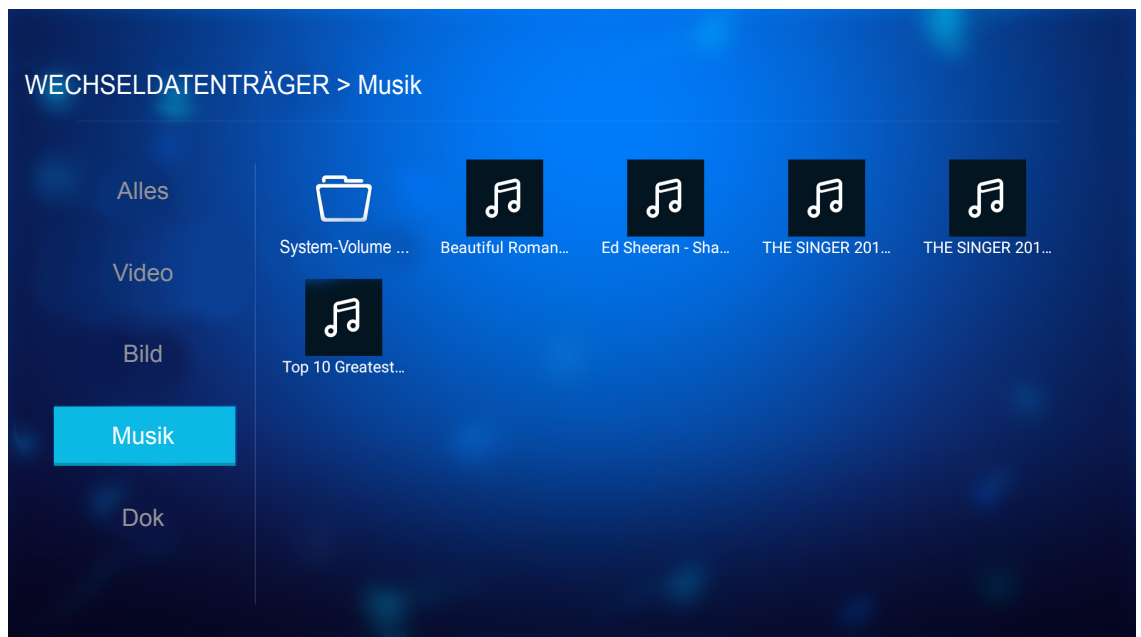 WECHSELDATENTRÄGER > Musik
Alles
Video
Bild
Musik
Dok
System-Volume ...
Beautiful Roman...
Ed Sheeran - Sha...
THE SINGER 201...
THE SINGER 201...
Top 10 Greatest...